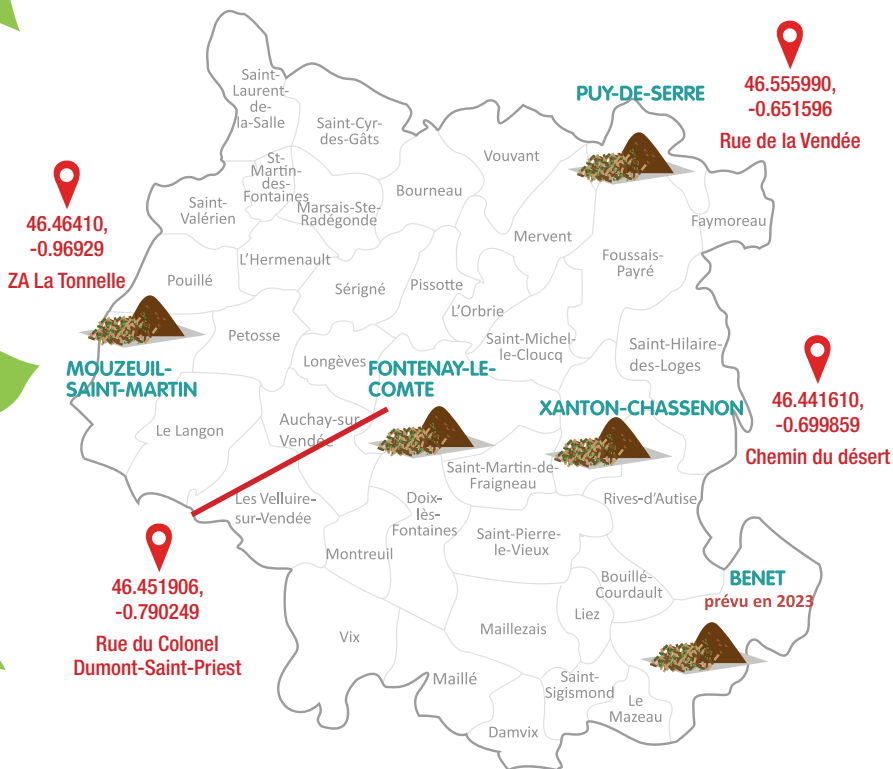 Saint-
Laurent-
de-
la-Salle
Saint-Cyr-
des-Gâts
PUY-DE-SERRE
46.555990,
-0.651596
Rue de la Vendée
Vouvant
St-
Martin-
des-
Fontaines
Bourneau
Saint-
Valérien
Marsais-Ste-
Radégonde
Faymoreau
Mervent
46.46410,
-0.96929
ZA La Tonnelle
L'Hermenault
Foussais-
Payré
Pouillé
Sérigné
Pissotte
L'Orbrie
Petosse
Saint-Michel-
le-Cloucq
Saint-Hilaire-
des-Loges
Longèves
MOUZEUIL-
SAINT-MARTIN
FONTENAY-LE-
COMTE
46.441610,
-0.699859
Chemin du désert
XANTON-CHASSENON
Auchay-sur-
Vendée
Le Langon
Saint-Martin-de-
Fraigneau
Les Velluire-
sur-Vendée
Doix-
lès-
Fontaines
Rives-d'Autise
Saint-Pierre-
le-Vieux
Montreuil
46.451906,
-0.790249
Rue du Colonel
Dumont-Saint-Priest
Bouillé-
Courdault
BENET
prévu en 2023
Liez
Maillezais
Vix
Maillé
Saint-
Sigismond
Le
Mazeau
Damvix